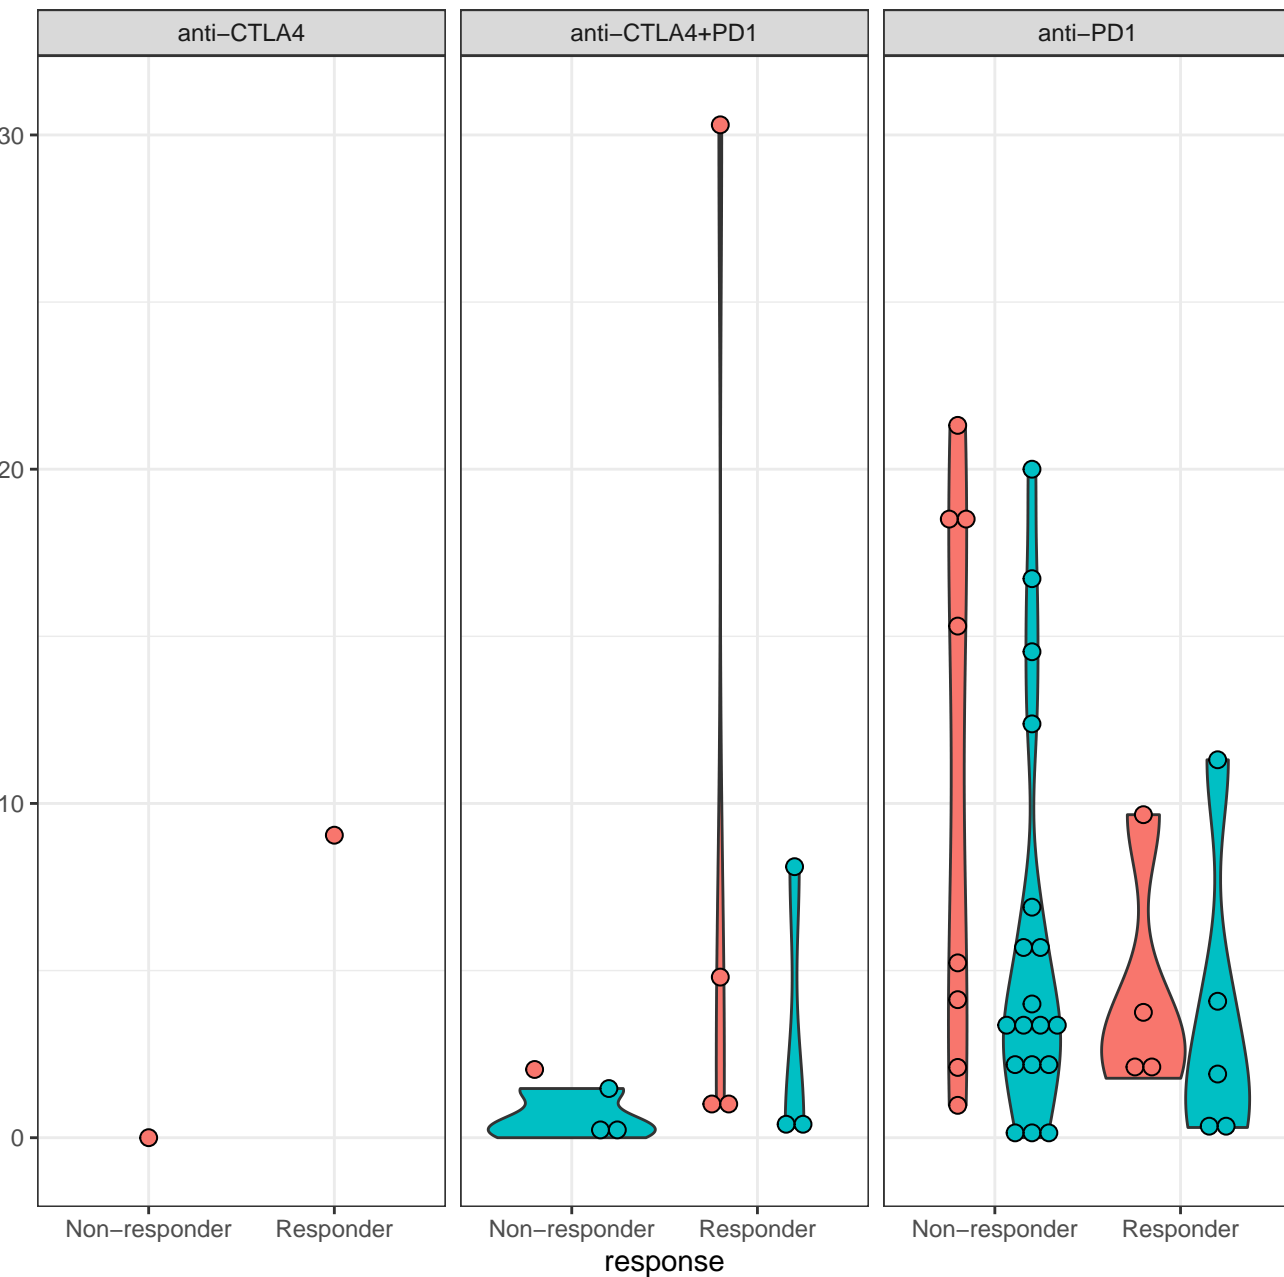 anti−CTLA4 anti−CTLA4+PD1 anti−PD1
30
20
10
0
Non−responder Responder Non−responder Responder Non−responder Responder
response